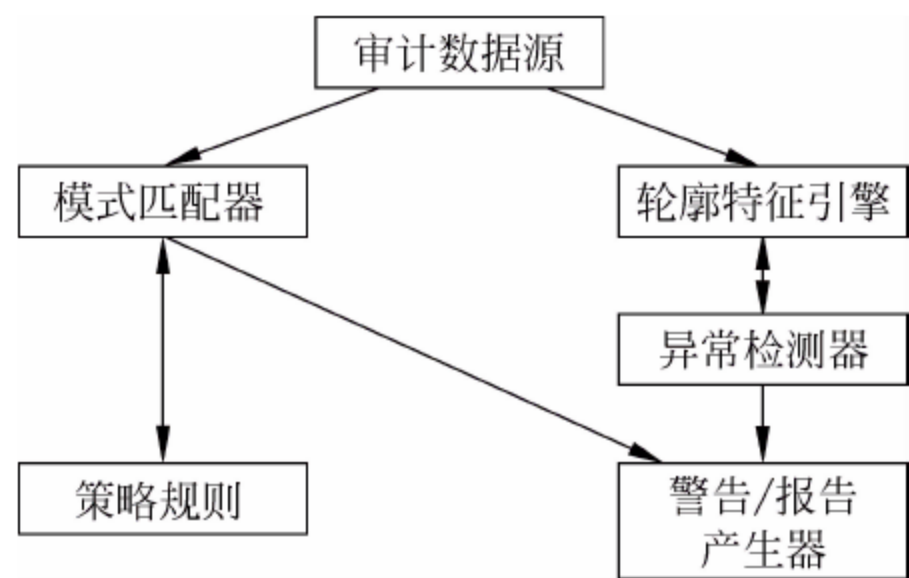 审计数据源
模式匹配器
轮廓特征引擎
异常检测器
策略规则
警告/报告
产生器